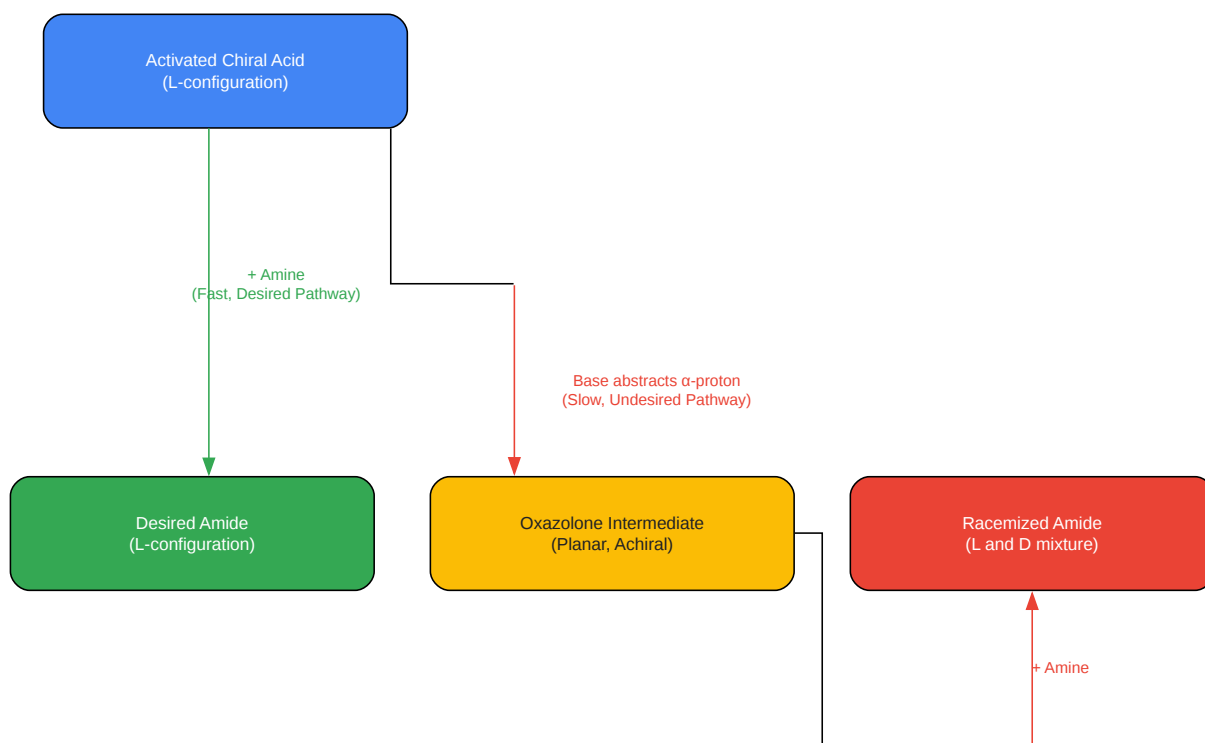 Activated Chiral Acid
(L-configuration)
+ Amine
(Fast, Desired Pathway)
Base abstracts α-proton
(Slow, Undesired Pathway)
Desired Amide
(L-configuration)
Oxazolone Intermediate
(Planar, Achiral)
Racemized Amide
(L and D mixture)
+ Amine